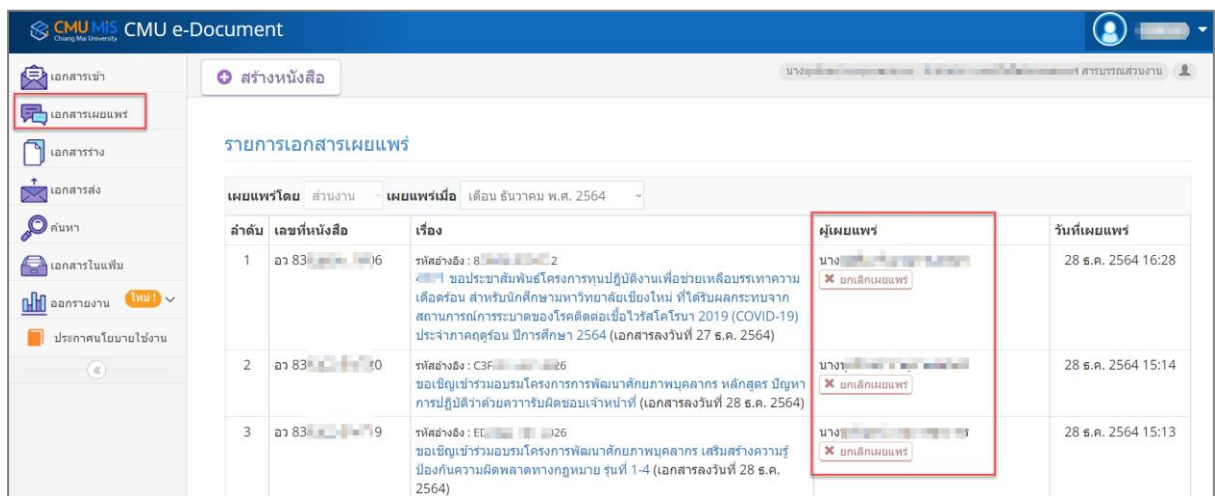 CMU MIS
Chiang Mai University
CMU e-Document
เอกสารเข้า
เอกสารเผยแพร่
เอกสารร่าง
เอกสารส่ง
ค้นหา
เอกสารในแฟ้ม
ออกรายงาน ใหม่ !
ประกาศนโยบายใช้งาน
สร้างหนังสือ
สารบรรณส่วนงาน
รายการเอกสารเผยแพร่
เผยแพร่โดย ส่วนงาน เผยแพร่เมื่อ เดือน ธันวาคม พ.ศ. 2564
ลำดับ เลขที่หนังสือ เรื่อง ผู้เผยแพร่ วันที่เผยแพร่
1 อว 83 06 รหัสอ้างอิง : 8 2 นาง 28 ธ.ค. 2564 16:28
ขอประชาสัมพันธ์โครงการทุนปฏิบัติงานเพื่อช่วยเหลือบรรเทาความ ยกเลิกเผยแพร่
เดือดร้อน สำหรับนักศึกษามหาวิทยาลัยเชียงใหม่ ที่ได้รับผลกระทบจาก
สถานการณ์การระบาดของโรคติดต่อเชื้อไวรัสโคโรนา 2019 (COVID-19)
ประจำภาคฤดูร้อน ปีการศึกษา 2564 (เอกสารลงวันที่ 27 ธ.ค. 2564)
2 อว 83 0 รหัสอ้างอิง : C3F 26 นาง 28 ธ.ค. 2564 15:14
ขอเชิญเข้าร่วมอบรมโครงการการพัฒนาศักยภาพบุคลากร หลักสูตร ปัญหา ยกเลิกเผยแพร่
การปฏิบัติว่าด้วยควารรับผิดชอบเจ้าหน้าที่ (เอกสารลงวันที่ 28 ธ.ค. 2564)
3 อว 83 9 รหัสอ้างอิง : ED 026 นาง 28 ธ.ค. 2564 15:13
ขอเชิญเข้าร่วมอบรมโครงการพัฒนาศักยภาพบุคลากร เสริมสร้างความรู้ ยกเลิกเผยแพร่
ป้องกันความผิดพลาดทางกฎหมาย รุ่นที่ 1-4 (เอกสารลงวันที่ 28 ธ.ค.
2564)